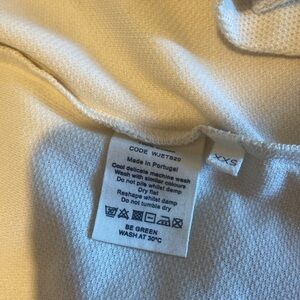 CODE WJET520
Made in Portugal
Cool delicate machine wash
Wash with similar colours
Do not pile whilst damp
Dry flat
Reshape whilst damp
Do not tumble dry
BE GREEN
WASH AT 30°C
XXS